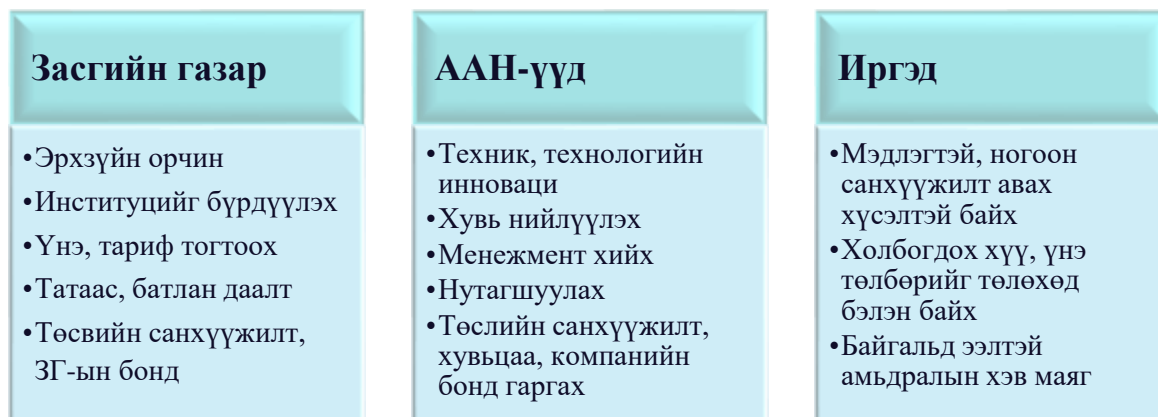 Засгийн газар
•Эрхзүйн орчин
•Институцийг бүрдүүлэх
•Үнэ, тариф тогтоох
•Татаас, батлан даалт
•Төсвийн санхүүжилт,
ЗГ-ын бонд
ААН-үүд
•Техник, технологийн
инноваци
•Хувь нийлүүлэх
•Менежмент хийх
•Нутагшуулах
•Төслийн санхүүжилт,
хувьцаа, компанийн
бонд гаргах
Иргэд
•Мэдлэгтэй, ногоон
санхүүжилт авах
хүсэлтэй байх
•Холбогдох хүү, үнэ
төлбөрийг төлөхөд
бэлэн байх
•Байгальд ээлтэй
амьдралын хэв маяг